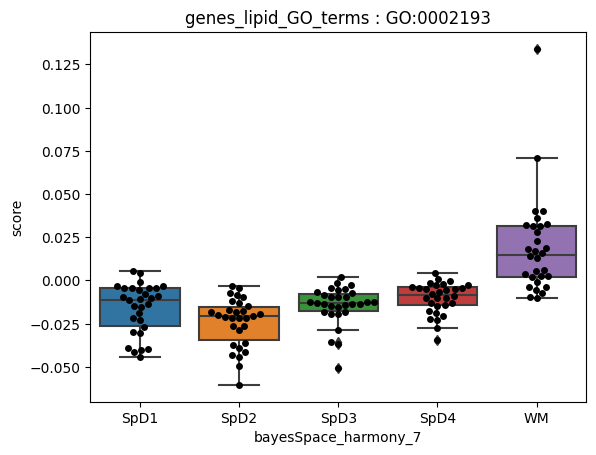 genes_lipid_GO_terms : GO:0002193
0.125
0.100
0.075
0.050
0.025
0.000
−0.025
−0.050
score
SpD1 SpD2 SpD3 SpD4 WM
bayesSpace_harmony_7